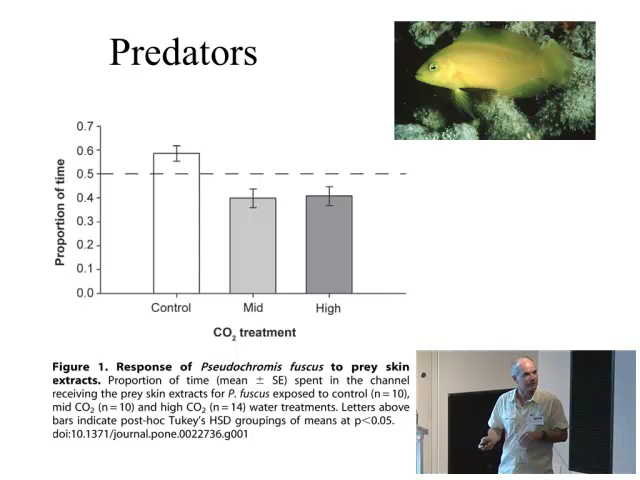 Predators
0.7
0.6
0.5
0.4
0.3
0.2
0.1
0.0
Proportion of time
Control Mid High
CO2 treatment
Figure 1. Response of Pseudochromis fuscus to prey skin
extracts. Proportion of time (mean ± SE) spent in the channel
receiving the prey skin extracts for P. fuscus exposed to control (n = 10),
mid CO2 (n = 10) and high CO2 (n = 14) water treatments. Letters above
bars indicate post-hoc Tukey's HSD groupings of means at p<0.05.
doi:10.1371/journal.pone.0022736.g001